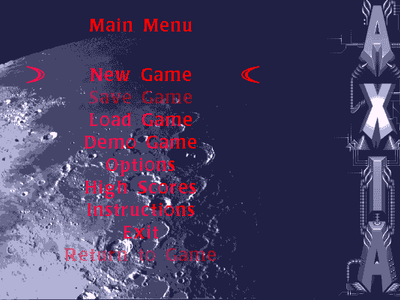 Main Menu
New Game
Save Game
Load Game
Demo Game
Options
High Scores
Instructions
Exit
Return to Game
AXIA